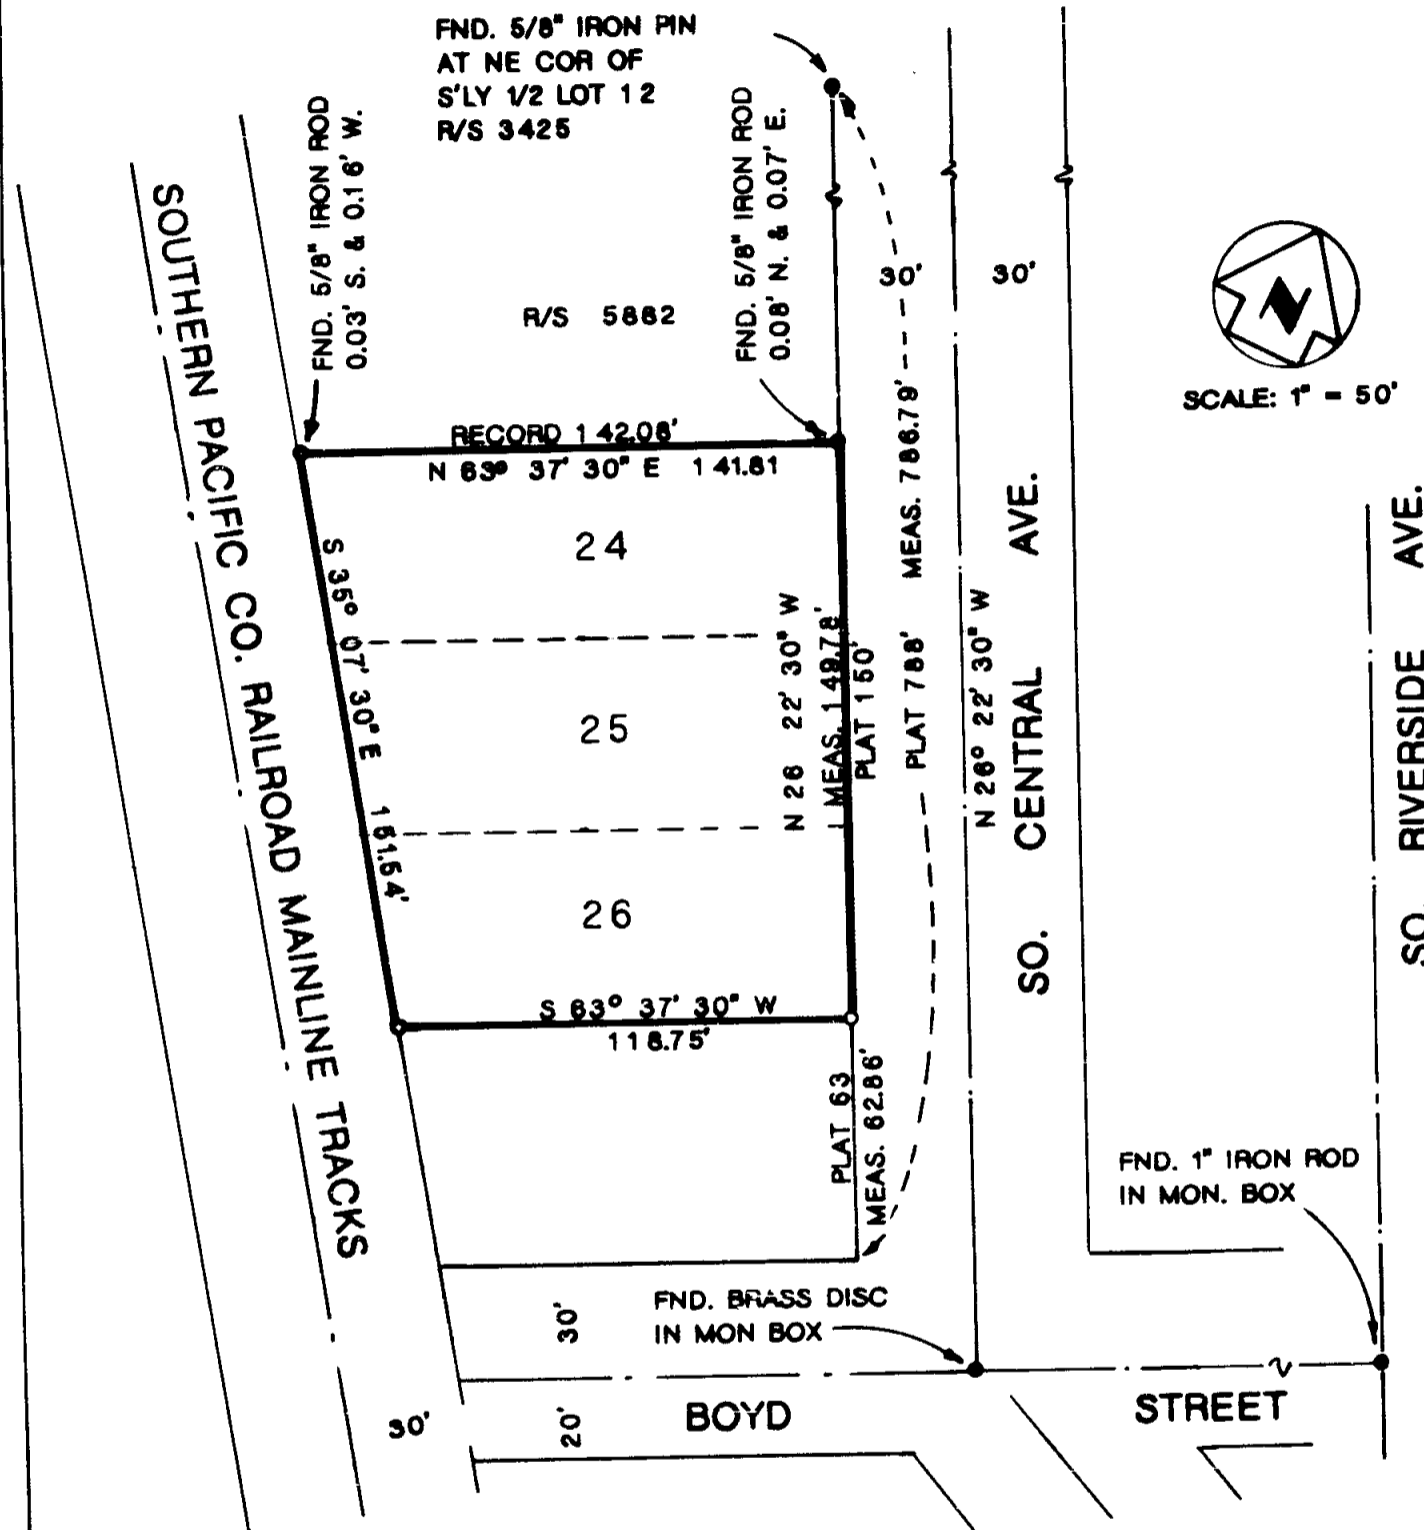 FND. 5/8" IRON PIN
AT NE COR OF
S'LY 1/2 LOT 12
R/S 3425
FND. 5/8" IRON ROD
0.03' S. & 0.16' W.
FND. 5/8" IRON ROD
0.08' N. & 0.07' E.
R/S 5882
30'
30'
N
SCALE: 1" = 50'
SOUTHERN PACIFIC CO. RAILROAD MAINLINE TRACKS
RECORD 142.08'
N 63° 37' 30" E 141.81
24
25
26
S 35° 07' 30" E 151.54'
N 26 22' 30" W
MEAS. 149.78'
PLAT 150'
PLAT 788' MEAS. 786.79'
N 26° 22' 30" W
SO. CENTRAL AVE.
SO. RIVERSIDE AVE.
S 63° 37' 30" W
118.75'
PLAT 63
MEAS. 62.86'
FND. 1" IRON ROD
IN MON. BOX
FND. BRASS DISC
IN MON BOX
30'
30'
20'
BOYD STREET